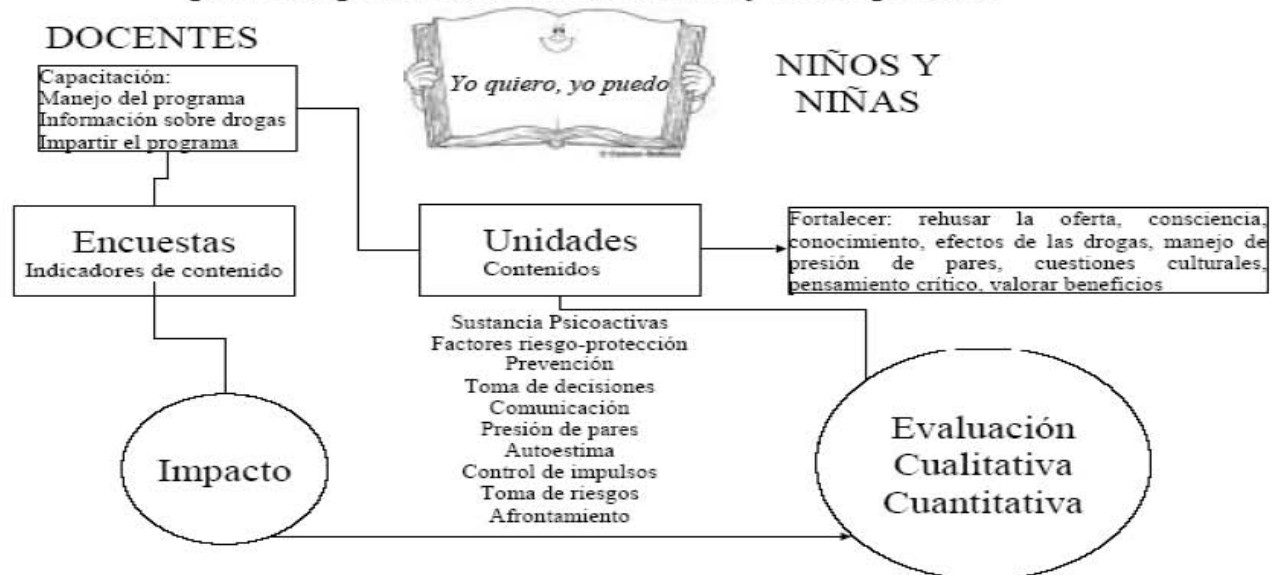 DOCENTES
Capacitación:
Manejo del programa
Información sobre drogas
Impartir el programa
Yo quiero, yo puedo
NIÑOS Y
NIÑAS
Encuestas
Indicadores de contenido
Unidades
Contenidos
Fortalecer: rehusar la oferta, consciencia,
conocimiento, efectos de las drogas, manejo de
presión de pares, cuestiones culturales,
pensamiento crítico, valorar beneficios
Sustancia Psicoactivas
Factores riesgo-protección
Prevención
Toma de decisiones
Comunicación
Presión de pares
Autoestima
Control de impulsos
Toma de riesgos
Afrontamiento
Impacto
Evaluación
Cualitativa
Cuantitativa